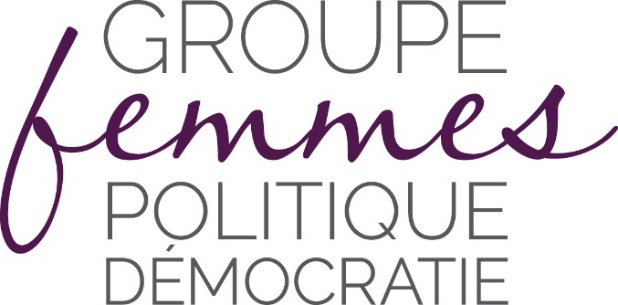 GROUPE
femmes
POLITIQUE
DÉMOCRATIE